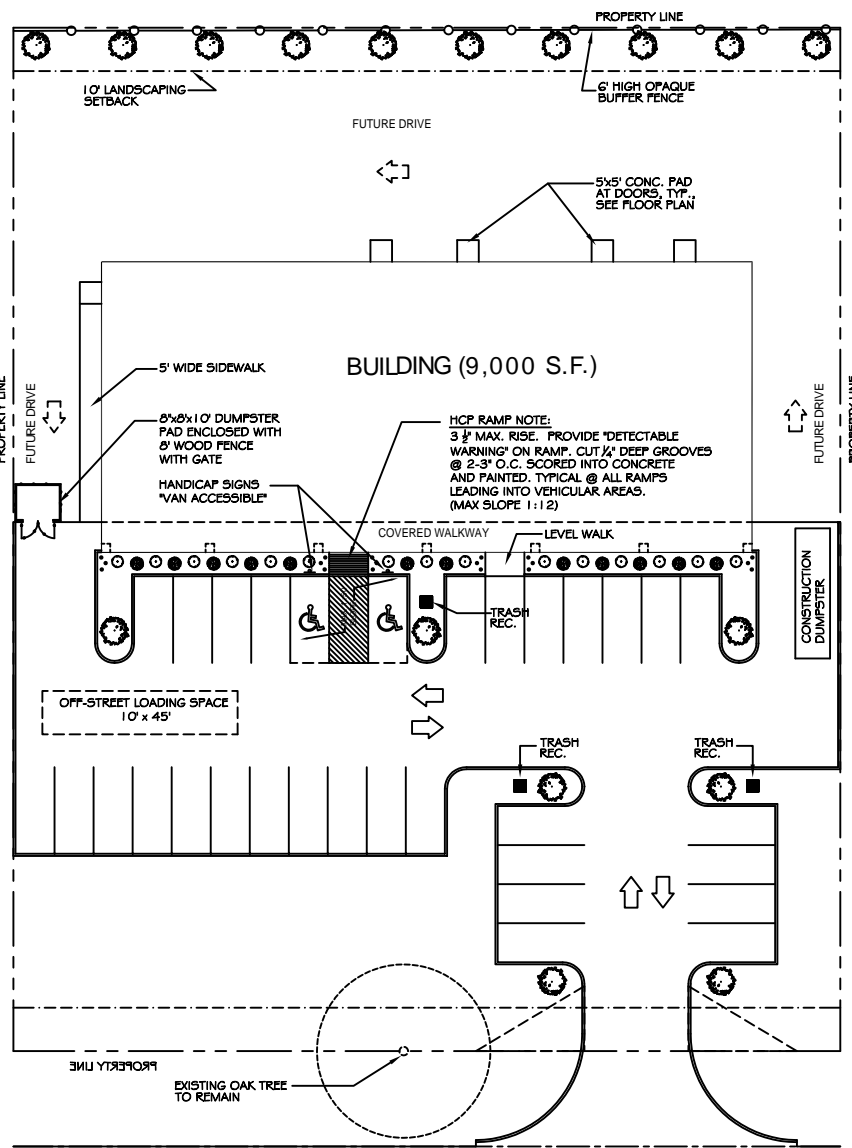 PROPERTY LINE
10' LANDSCAPING
SETBACK
6' HIGH OPAQUE
BUFFER FENCE
FUTURE DRIVE
5'x5' CONC. PAD
AT DOORS, TYP.,
SEE FLOOR PLAN
BUILDING (9,000 S.F.)
5' WIDE SIDEWALK
PROPERTY LINE
FUTURE DRIVE
8"x8'x10' DUMPSTER
PAD ENCLOSED WITH
8' WOOD FENCE
WITH GATE
HANDICAP SIGNS
"VAN ACCESSIBLE"
HCP RAMP NOTE:
3 ½" MAX. RISE. PROVIDE "DETECTABLE
WARNING" ON RAMP. CUT ¼" DEEP GROOVES
@ 2-3" O.C. SCORED INTO CONCRETE
AND PAINTED. TYPICAL @ ALL RAMPS
LEADING INTO VEHICULAR AREAS.
(MAX SLOPE 1:12)
FUTURE DRIVE
PROPERTY LINE
COVERED WALKWAY
LEVEL WALK
CONSTRUCTION
DUMPSTER
TRASH
REC.
OFF-STREET LOADING SPACE
10' x 45'
TRASH
REC.
TRASH
REC.
PROPERTY LINE
EXISTING OAK TREE
TO REMAIN